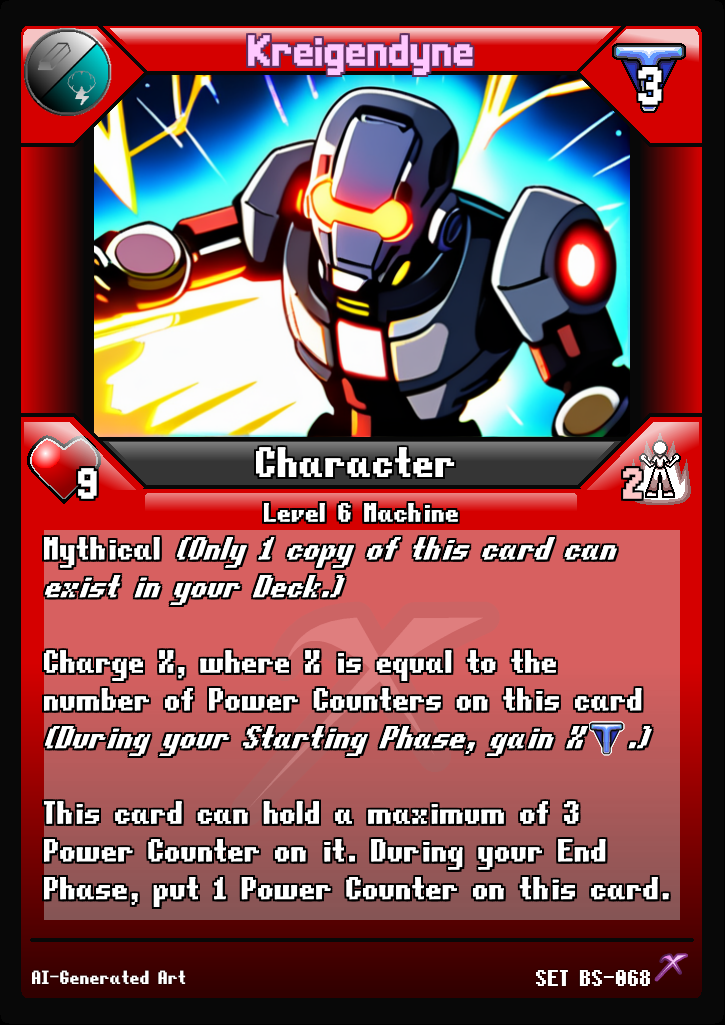 Kreigendyne
3
Character
9
2
Level 6 Machine
Mythical (Only 1 copy of this card can
exist in your Deck.)
Charge X, where X is equal to the
number of Power Counters on this card
(During your Starting Phase, gain X T.)
This card can hold a maximum of 3
Power Counter on it. During your End
Phase, put 1 Power Counter on this card.
AI-Generated Art
SET BS-068